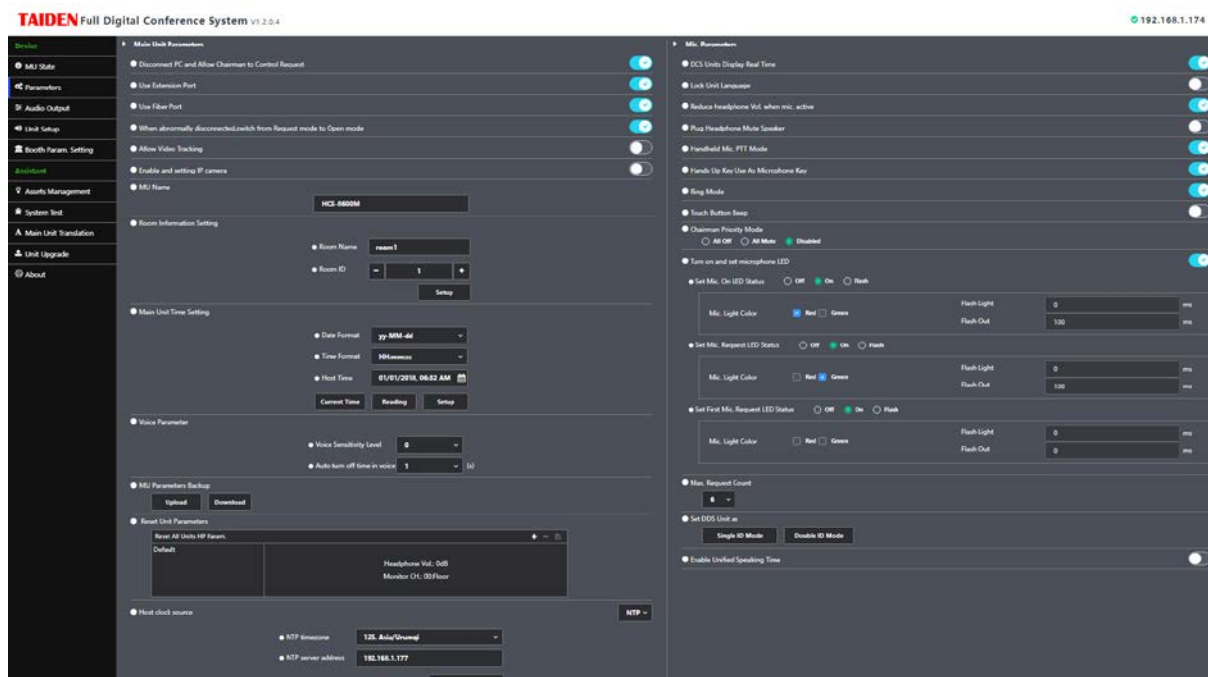 TAIDEN Full Digital Conference System V1.2.0.4
192.168.1.174
Device
MU State
Parameters
Audio Output
Unit Setup
Booth Param. Setting
Assistant
Assets Management
System Test
Main Unit Translation
Unit Upgrade
About
Main Unit Parameters
Disconnect PC and Allow Chairman to Control Request
Use Extension Port
Use Fiber Port
When abnormally disconnected,switch from Request mode to Open mode
Allow Video Tracking
Enable and setting IP camera
MU Name
HCS-8600M
Room Information Setting
Room Name room1
Room ID - 1 +
Setup
Main Unit Time Setting
Date Format yy-MM-dd
Time Format HH:mm:ss
Host Time 01/01/2018, 06:82 AM
Current Time Reading Setup
Voice Parameter
Voice Sensitivity Level 0
Auto turn off time in voice 1 (s)
MU Parameters Backup
Upload Download
Reset Unit Parameters
Reset All Units HP Param. + -
Default
Headphone Vol.: 0dB
Monitor CH.: 00:Floor
Host clock source NTP
NTP timezone 125. Asia/Urumqi
NTP server address 192.168.1.177
Mic. Parameters
DCS Units Display Real Time
Lock Unit Language
Reduce headphone Vol. when mic. active
Plug Headphone Mute Speaker
Handheld Mic. PTT Mode
Hands Up Key Use As Microphone Key
Ring Mode
Touch Button Beep
Chairman Priority Mode
All Off All Mute Disabled
Turn on and set microphone LED
Set Mic. On LED Status Off On Flash
Mic. Light Color Red Green
Flash Light 0 ms
Flash Out 100 ms
Set Mic. Request LED Status Off On Flash
Mic. Light Color Red Green
Flash Light 0 ms
Flash Out 100 ms
Set First Mic. Request LED Status Off On Flash
Mic. Light Color Red Green
Flash Light 0 ms
Flash Out 0 ms
Max. Request Count
6
Set DDS Unit as
Single ID Mode Double ID Mode
Enable Unified Speaking Time